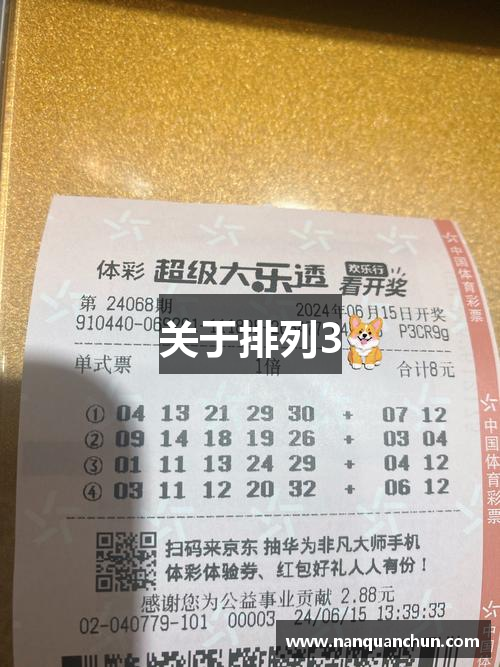 体彩 超级大乐透 欢乐行 看开奖
第 24068期 2024年06月15日开奖
关于排列3
单式票 1倍 合计8元
① 04 13 21 29 30 + 07 12
② 09 14 18 19 26 + 03 04
③ 01 11 13 24 29 + 04 12
④ 03 11 12 20 32 + 06 12
扫码来京东 抽华为非凡大师手机
体彩体验券、红包好礼人人有份!
感谢您为公益事业贡献 2.88元
02-040779-101 00003 24/06/15 13:39:33
中国体育彩票
中国体育彩票
www.nanquanchun.com